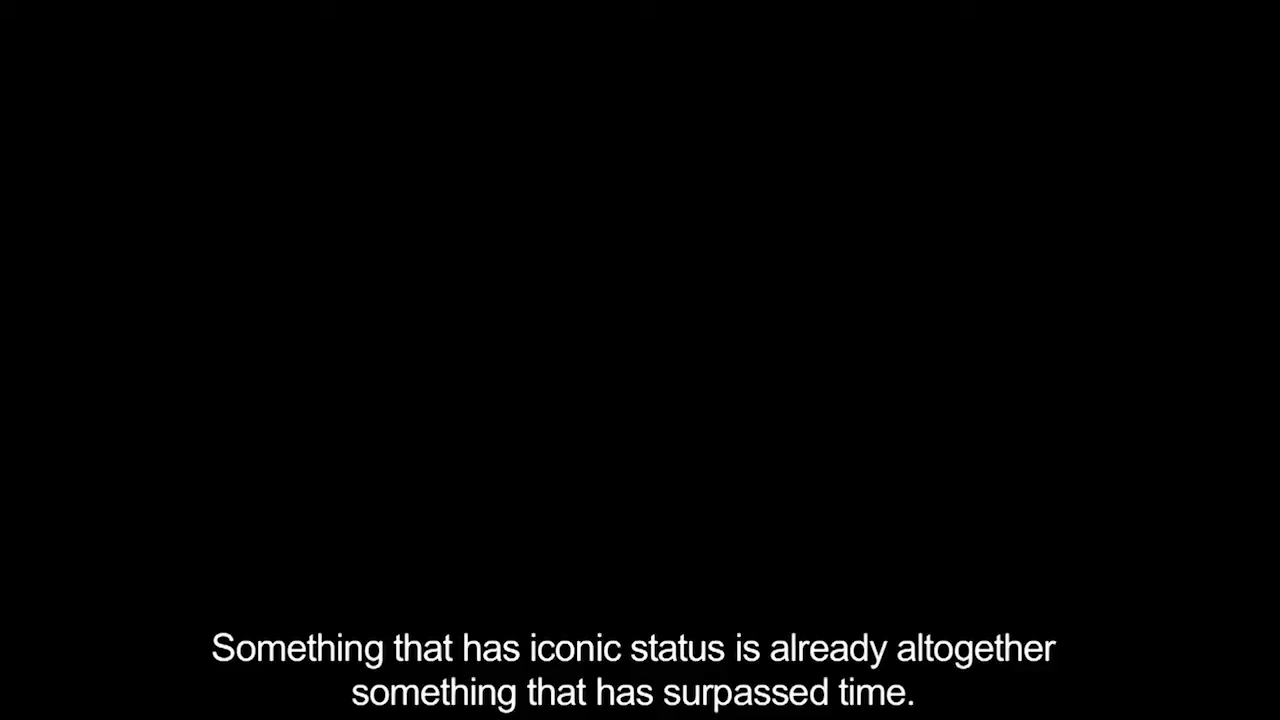 Something that has iconic status is already altogether
something that has surpassed time.